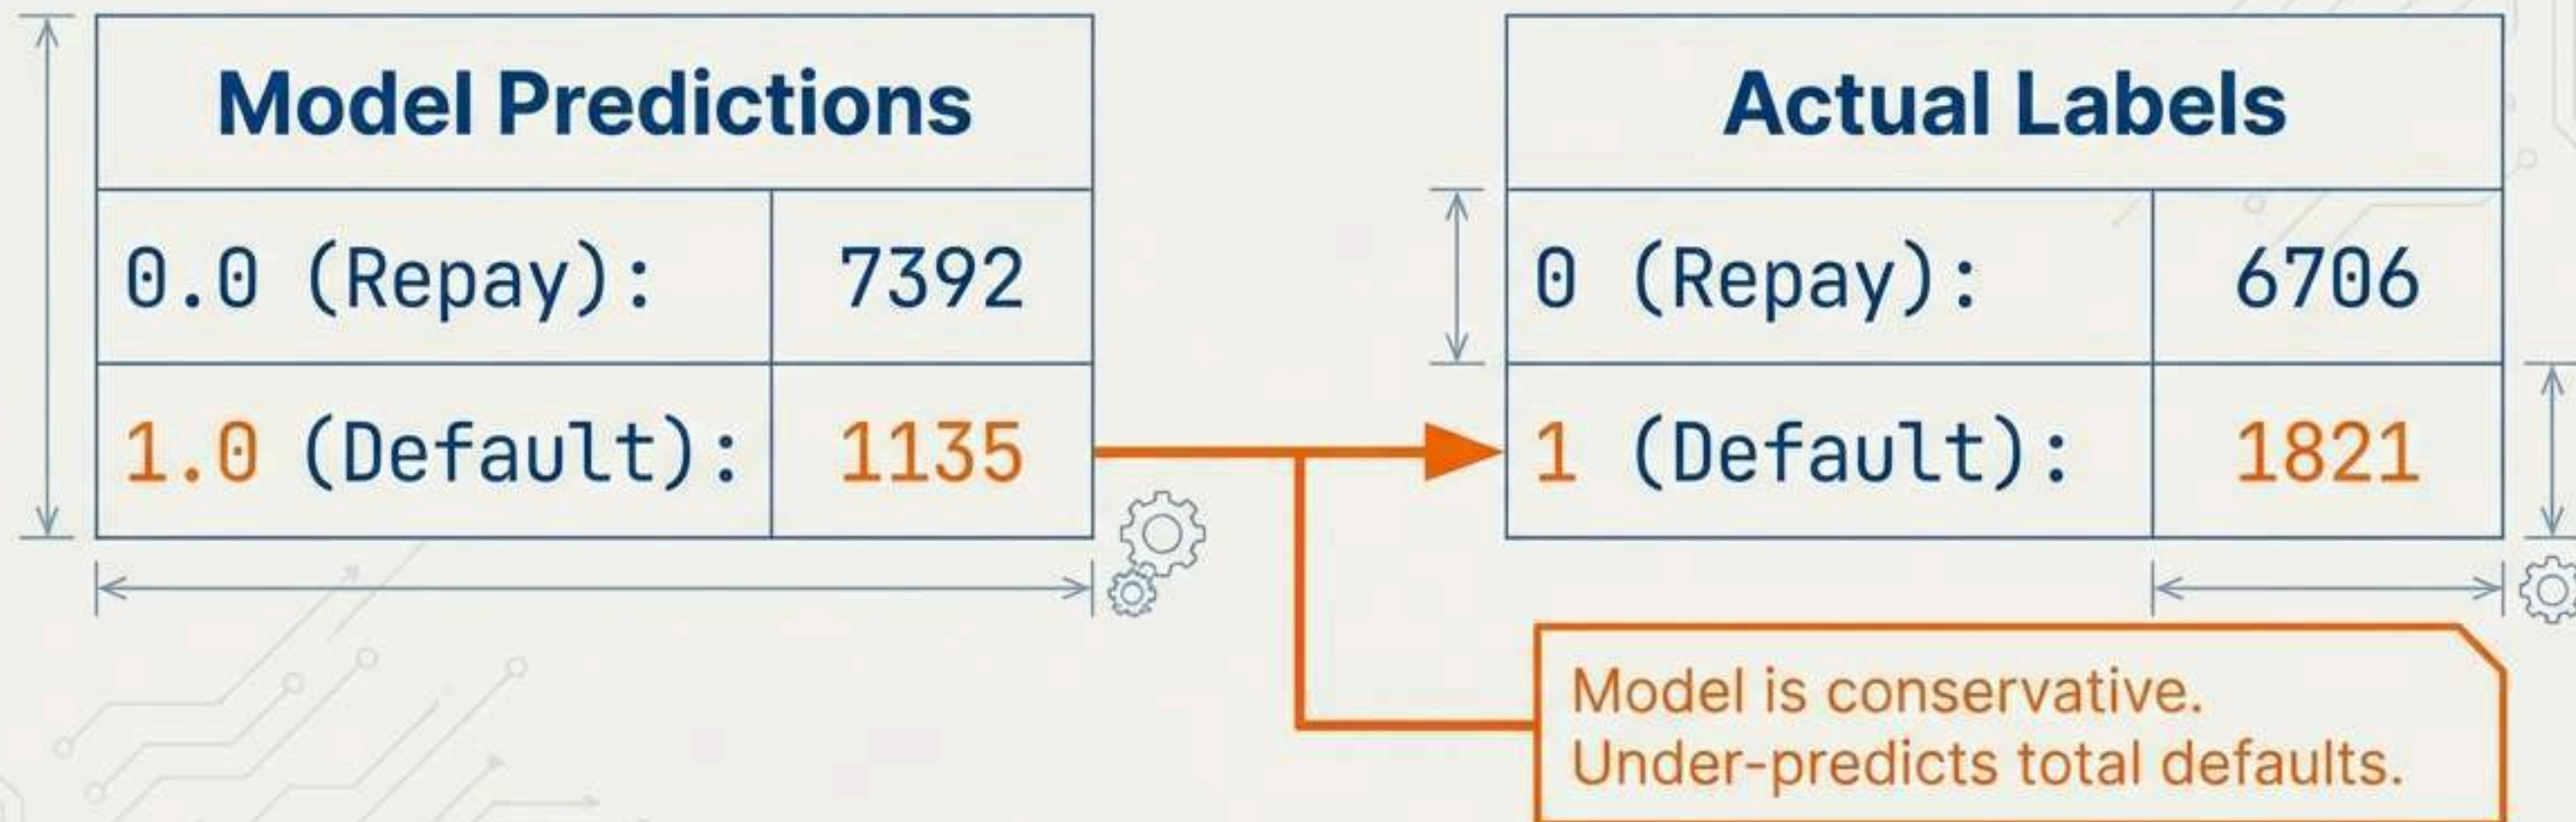 Model Predictions
0.0 (Repay): 7392
1.0 (Default): 1135
Actual Labels
0 (Repay): 6706
1 (Default): 1821
Model is conservative.
Under-predicts total defaults.